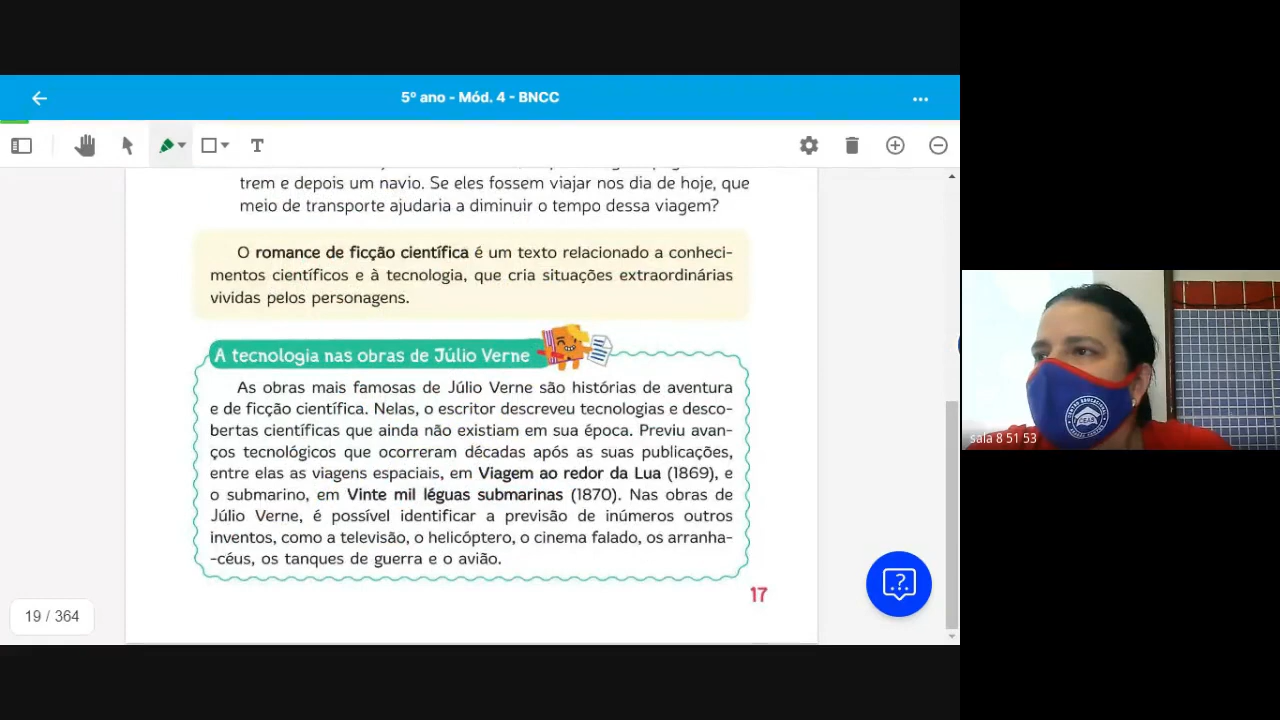 5º ano - Mód. 4 - BNCC
T
trem e depois um navio. Se eles fossem viajar nos dia de hoje, que
meio de transporte ajudaria a diminuir o tempo dessa viagem?
O romance de ficção científica é um texto relacionado a conheci-
mentos científicos e à tecnologia, que cria situações extraordinárias
vividas pelos personagens.
A tecnologia nas obras de Júlio Verne
As obras mais famosas de Júlio Verne são histórias de aventura
e de ficção científica. Nelas, o escritor descreveu tecnologias e desco-
bertas científicas que ainda não existiam em sua época. Previu avan-
ços tecnológicos que ocorreram décadas após as suas publicações,
entre elas as viagens espaciais, em Viagem ao redor da Lua (1869), e
o submarino, em Vinte mil léguas submarinas (1870). Nas obras de
Júlio Verne, é possível identificar a previsão de inúmeros outros
inventos, como a televisão, o helicóptero, o cinema falado, os arranha-
-céus, os tanques de guerra e o avião.
17
19 / 364
sala 8 51 53